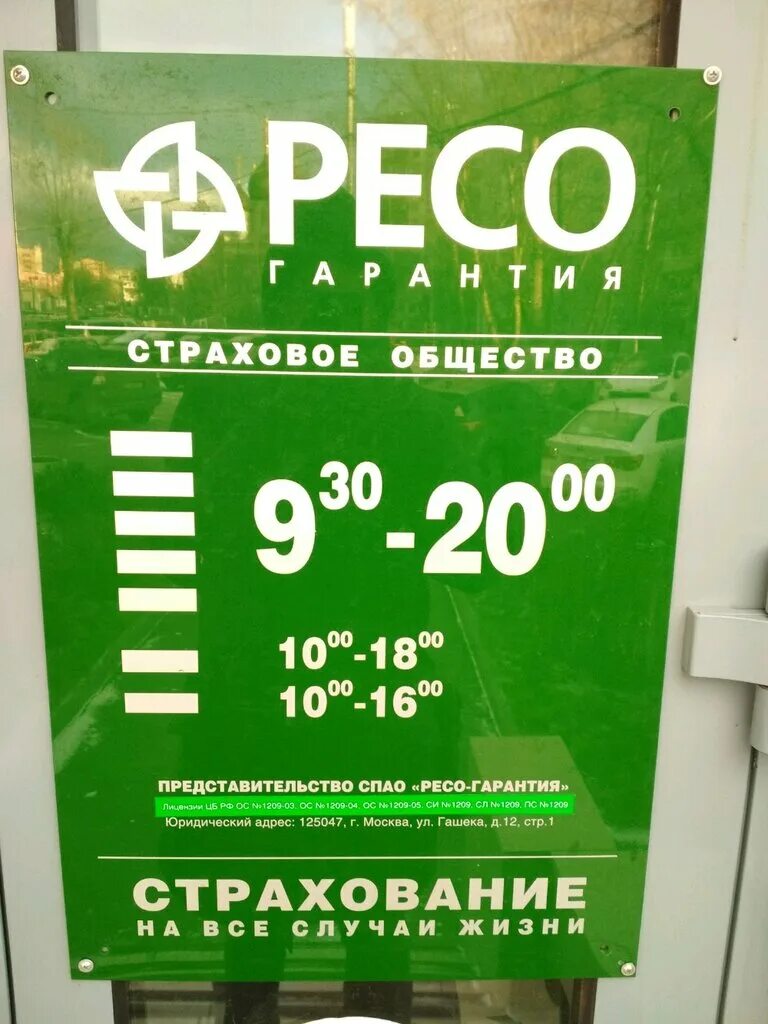 РЕСО
ГАРАНТИЯ
СТРАХОВОЕ ОБЩЕСТВО
9³⁰-20⁰⁰
10⁰⁰-18⁰⁰
10⁰⁰-16⁰⁰
ПРЕДСТАВИТЕЛЬСТВО СПАО «РЕСО-ГАРАНТИЯ»
Лицензии ЦБ РФ ОС №1209-03, ОС №1209-04, ОС №1209-05, СИ №1209, СЛ №1209, ПС №1209
Юридический адрес: 125047, г. Москва, ул. Гашека, д.12, стр.1
СТРАХОВАНИЕ
НА ВСЕ СЛУЧАИ ЖИЗНИ